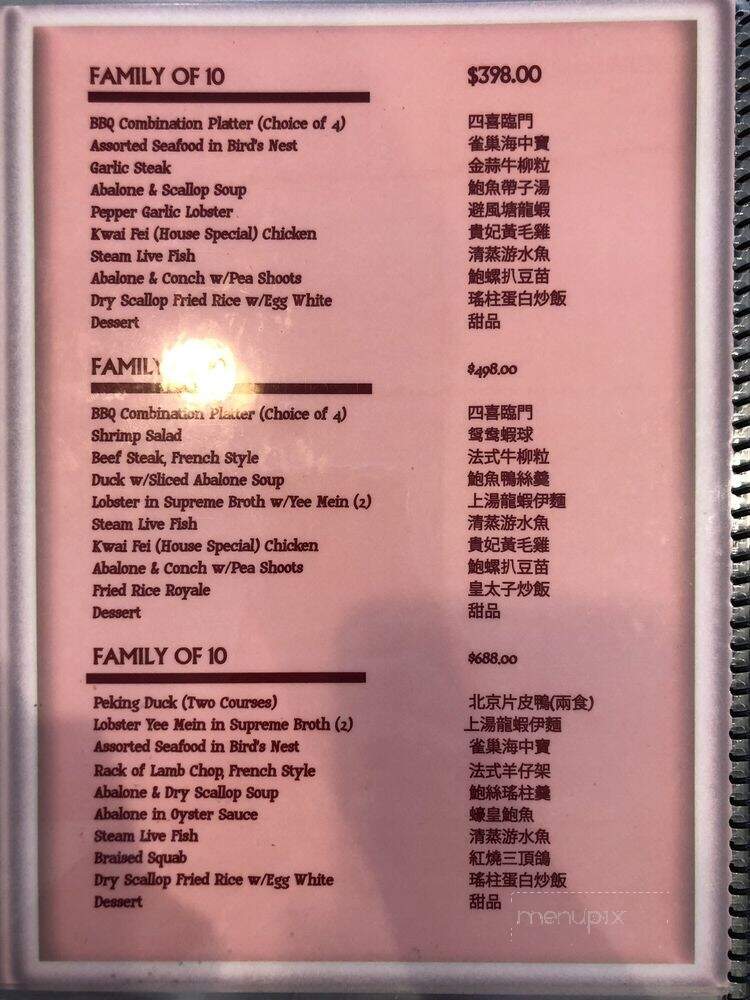 FAMILY OF 10 $398.00
BBQ Combination Platter (Choice of 4) 四喜臨門
Assorted Seafood in Bird's Nest 雀巢海中寶
Garlic Steak 金蒜牛柳粒
Abalone & Scallop Soup 鮑魚帶子湯
Pepper Garlic Lobster 避風塘龍蝦
Kwai Fei (House Special) Chicken 貴妃黃毛雞
Steam Live Fish 清蒸游水魚
Abalone & Conch w/Pea Shoots 鮑螺扒豆苗
Dry Scallop Fried Rice w/Egg White 瑤柱蛋白炒飯
Dessert 甜品
FAMILY $498.00
BBQ Combination Platter (Choice of 4) 四喜臨門
Shrimp Salad 鴛鴦蝦球
Beef Steak, French Style 法式牛柳粒
Duck w/Sliced Abalone Soup 鮑魚鴨絲羹
Lobster in Supreme Broth w/Yee Mein (2) 上湯龍蝦伊麵
Steam Live Fish 清蒸游水魚
Kwai Fei (House Special) Chicken 貴妃黃毛雞
Abalone & Conch w/Pea Shoots 鮑螺扒豆苗
Fried Rice Royale 皇太子炒飯
Dessert 甜品
FAMILY OF 10 $688.00
Peking Duck (Two Courses) 北京片皮鴨(兩食)
Lobster Yee Mein in Supreme Broth (2) 上湯龍蝦伊麵
Assorted Seafood in Bird's Nest 雀巢海中寶
Rack of Lamb Chop, French Style 法式羊仔架
Abalone & Dry Scallop Soup 鮑絲瑤柱羹
Abalone in Oyster Sauce 蠔皇鮑魚
Steam Live Fish 清蒸游水魚
Braised Squab 紅燒三頂鴿
Dry Scallop Fried Rice w/Egg White 瑤柱蛋白炒飯
Dessert 甜品
menupix